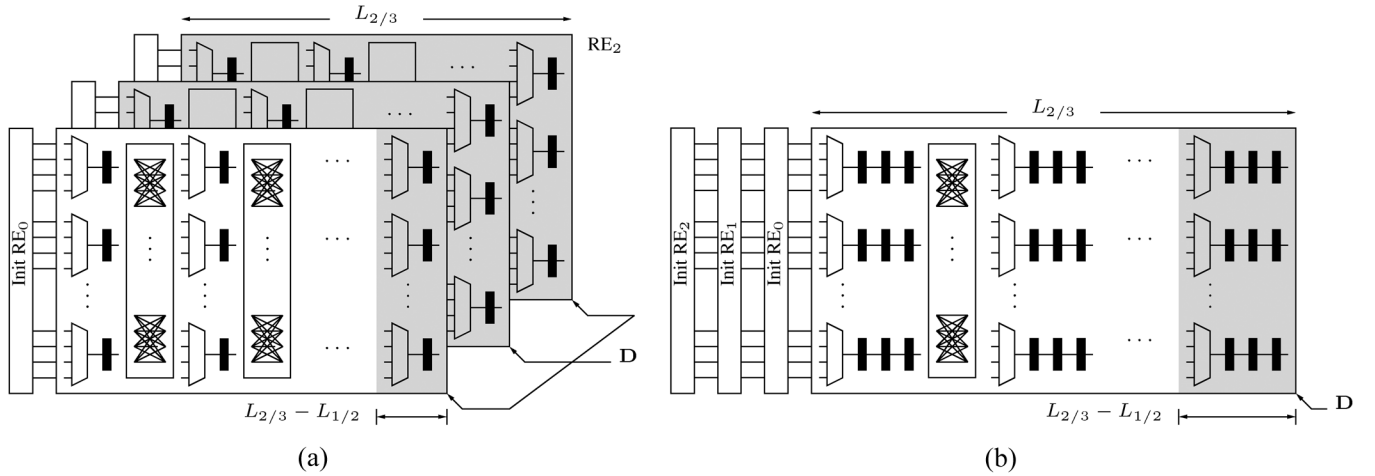 L_{2/3}
RE_2
Init RE_0
· · ·
D
L_{2/3} − L_{1/2}
(a)
L_{2/3}
Init RE_2
Init RE_1
Init RE_0
· · ·
L_{2/3} − L_{1/2}
D
(b)